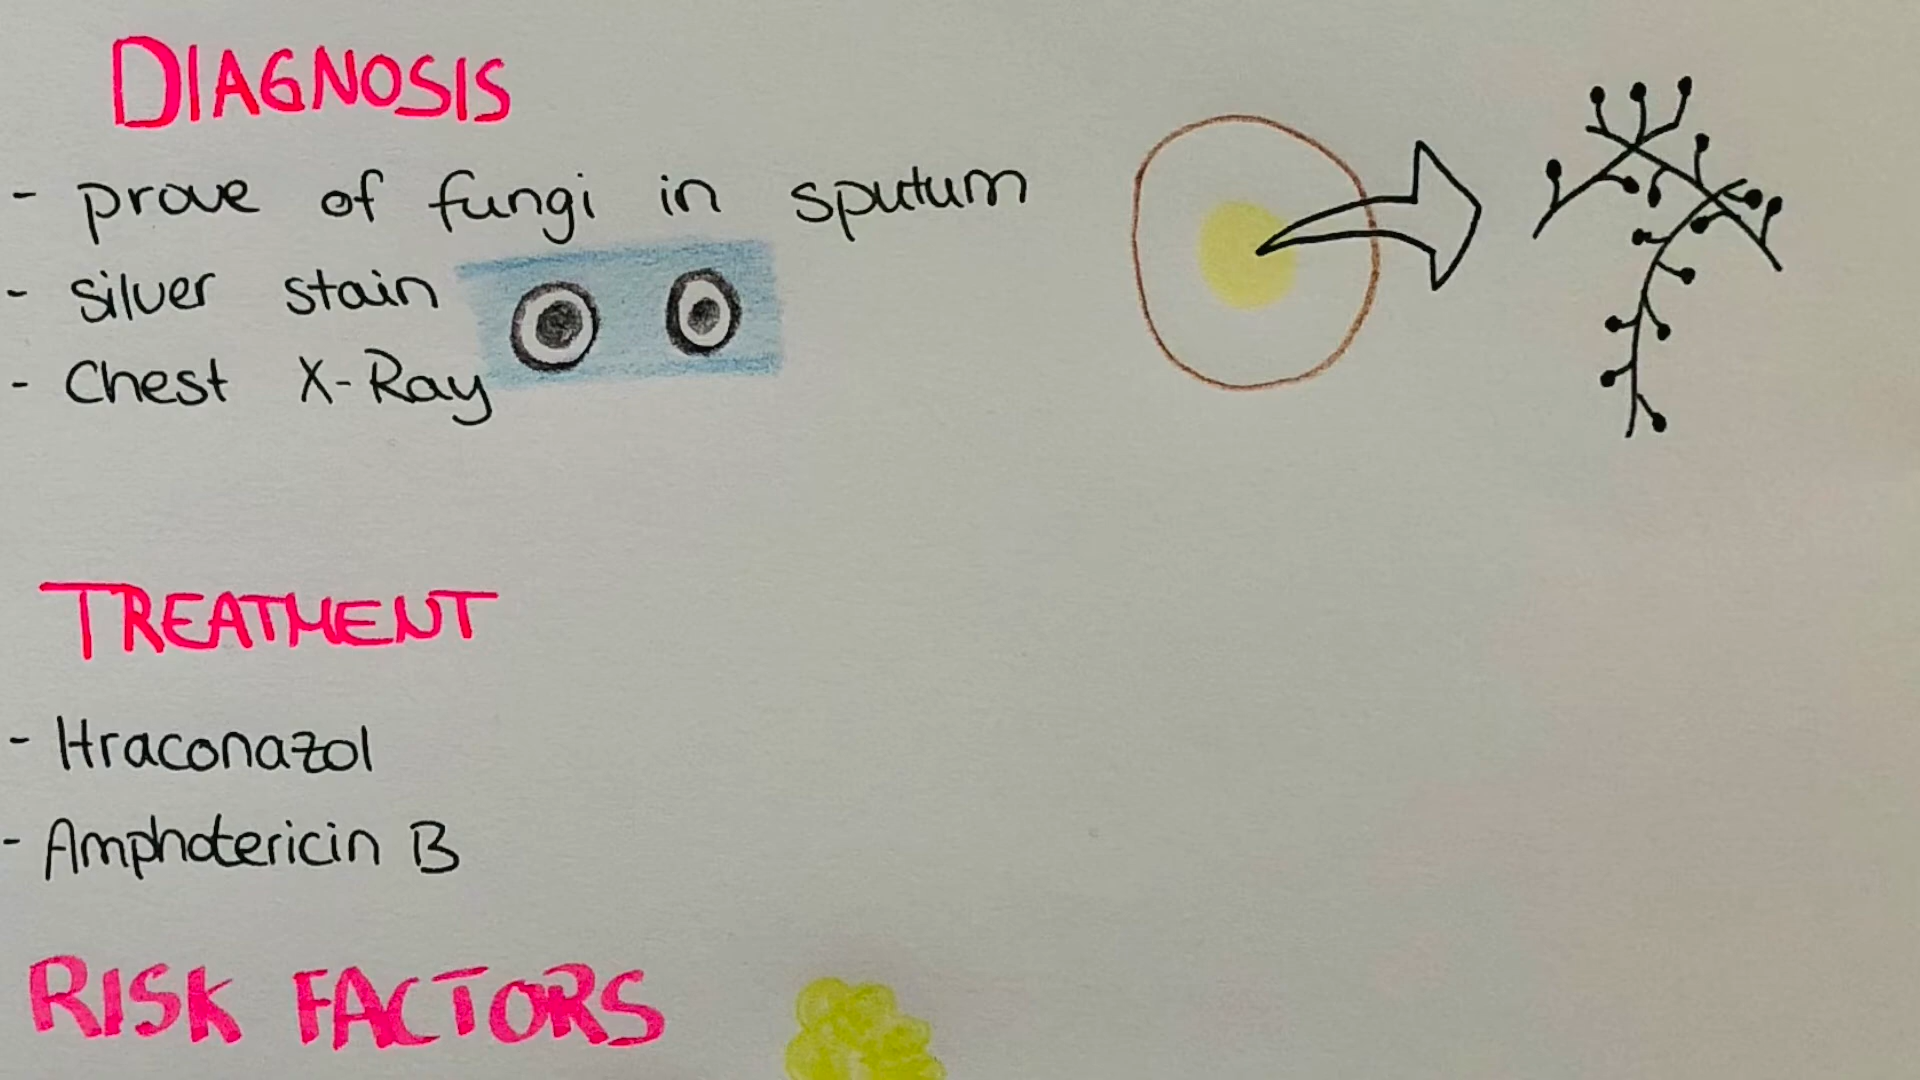 DIAGNOSIS
- prove of fungi in sputum
- silver stain
- Chest X-Ray
TREATMENT
- Itraconazol
- Amphotericin B
RISK FACTORS